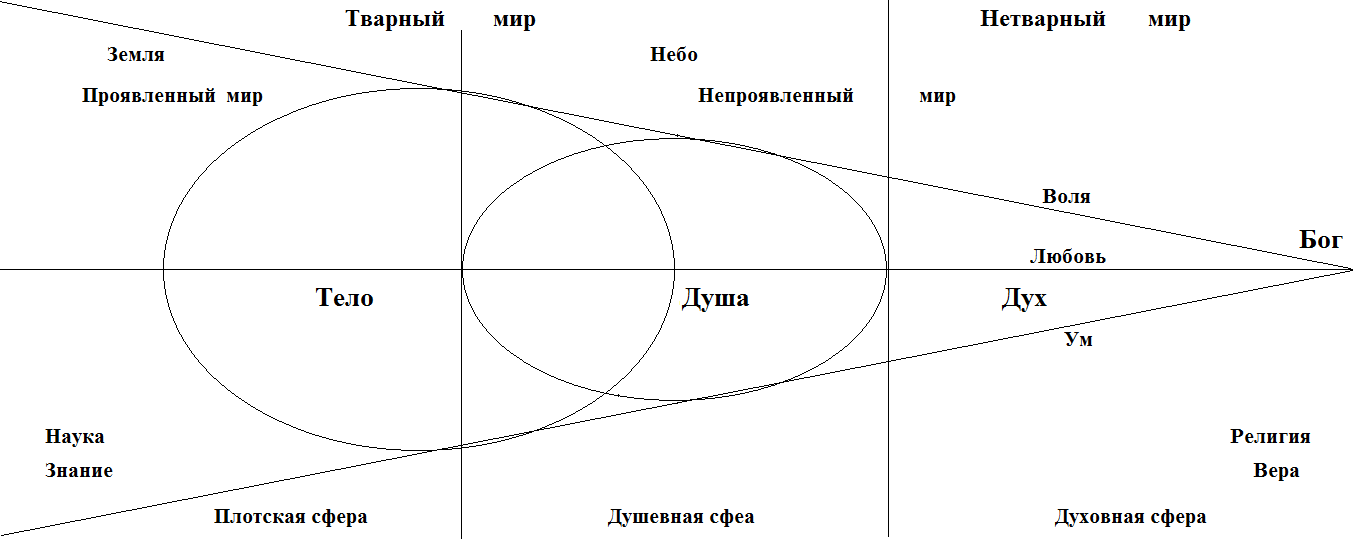 Тварный мир
Нетварный мир
Земля
Небо
Проявленный мир
Непроявленный мир
Воля
Бог
Любовь
Тело
Душа
Дух
Ум
Наука
Религия
Знание
Вера
Плотская сфера
Душевная сфеа
Духовная сфера